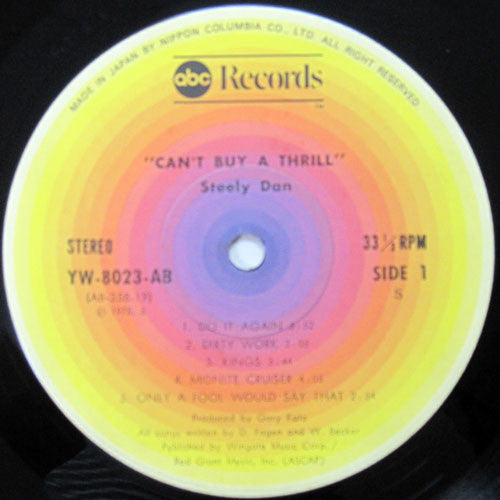 MADE IN JAPAN BY NIPPON COLUMBIA CO., LTD. ALL RIGHT RESERVED.
abc Records
TM
"CAN'T BUY A THRILL"
Steely Dan
STEREO
33 1/3 RPM
YW-8023-AB
SIDE 1
S
1. DO IT AGAIN
2. DIRTY WORK 3:08
3. KINGS 3:44
4. MIDNITE CRUISER 4:08
5. ONLY A FOOL WOULD SAY THAT 2:54
Produced by Gary Katz
All songs written by D. Fagen and W. Becker
Published by Wingate Music Corp. /
Red Giant Music, Inc. (ASCAP)